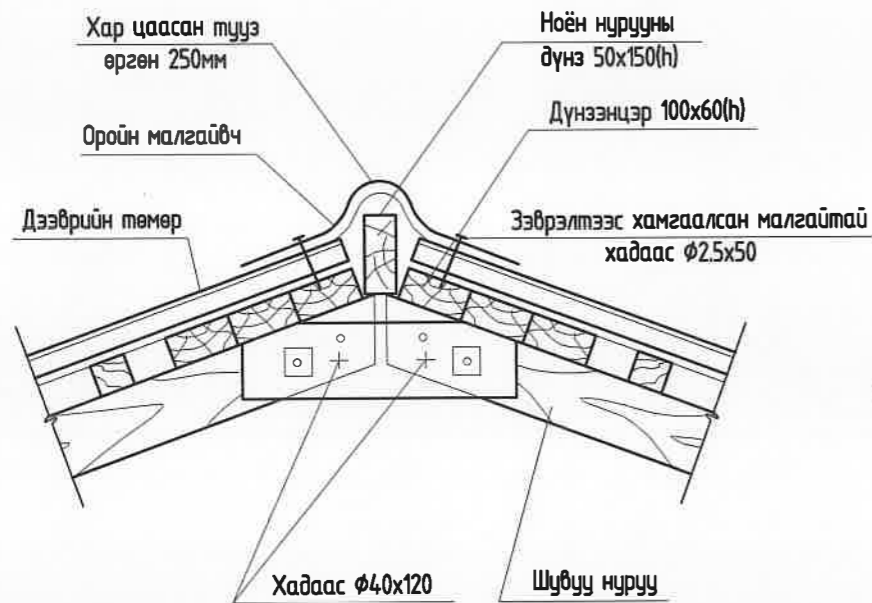 Хар цаасан тууз
өргөн 250мм
Ноён нурууны
дүнз 50x150(h)
Оройн малгайвч
Дүнзэнцэр 100x60(h)
Дээврийн төмөр
Зэврэлтээс хамгаалсан малгайтай
хадаас ϕ2.5x50
Хадаас ϕ40x120
Шувуу нуруу